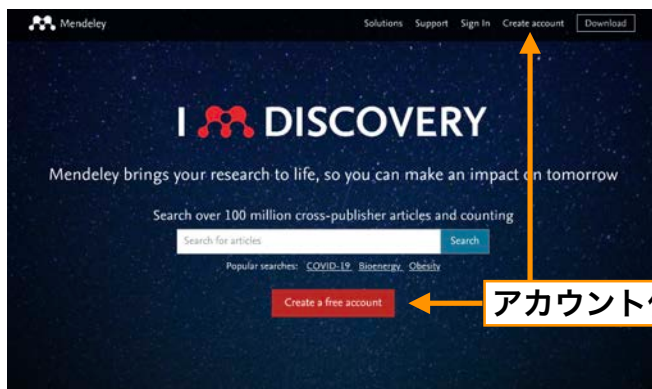 Mendeley
Solutions Support Sign In Create account Download
I DISCOVERY
Mendeley brings your research to life, so you can make an impact on tomorrow
Search over 100 million cross-publisher articles and counting
Search for articles Search
Popular searches: COVID-19 Bioenergy Obesity
Create a free account
アカウント